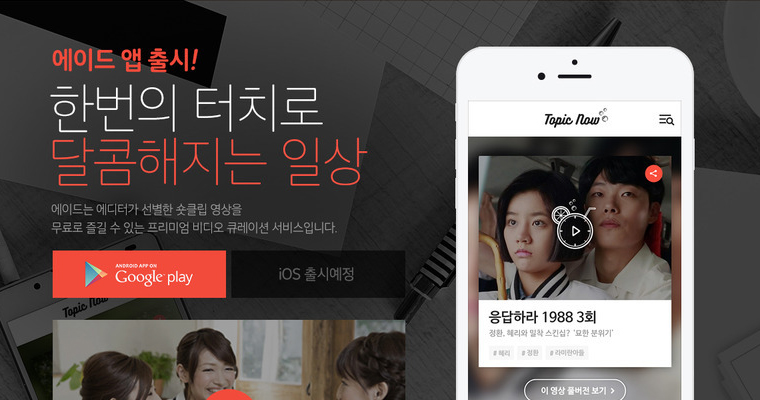 에이드 앱 출시!
한번의 터치로
달콤해지는 일상
에이드는 에디터가 선별한 숏클립 영상을
무료로 즐길 수 있는 프리미엄 비디오 큐레이션 서비스입니다.
ANDROID APP ON
Google play
iOS 출시예정
Topic Now
Topic Now
응답하라 1988 3회
정환, 혜리와 밀착 스킨십? '묘한 분위기'
# 혜리
# 정환
# 라미란마들
이 영상 풀버전 보기